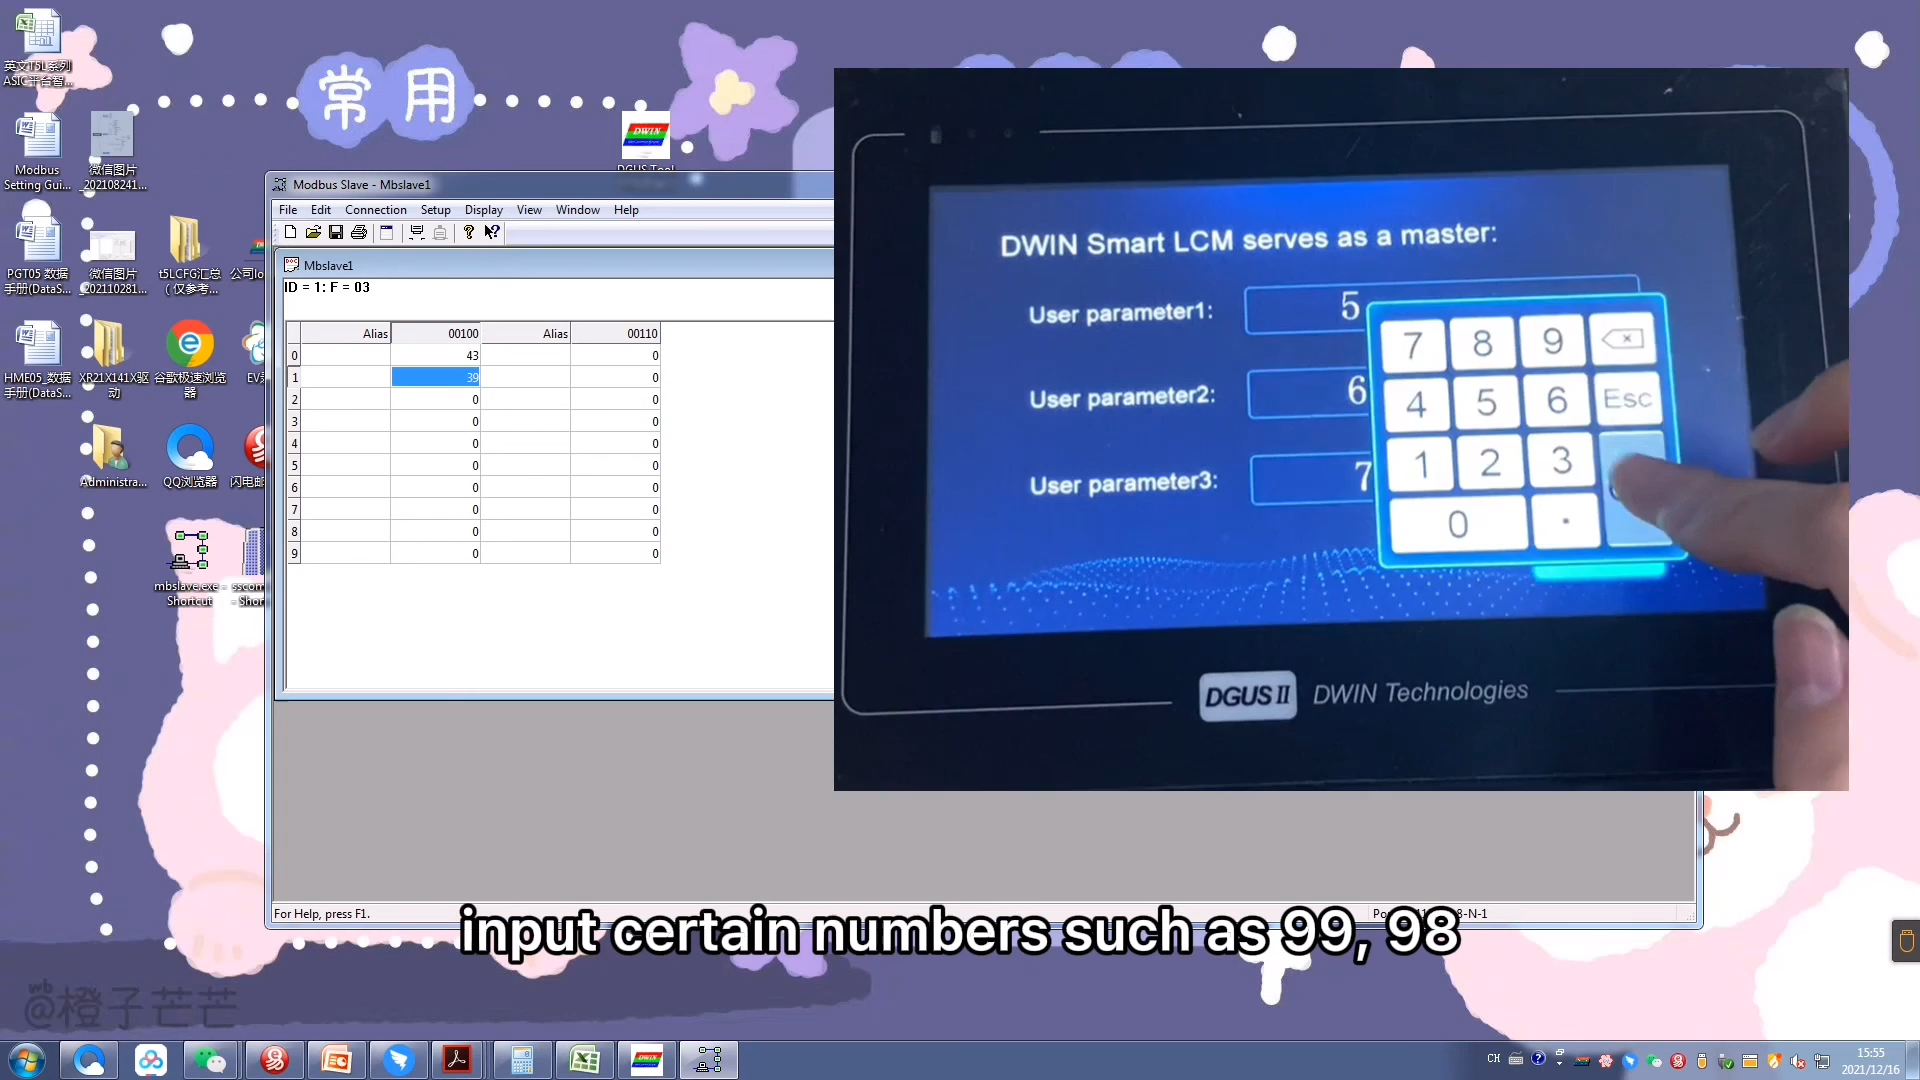 英文T5L系列
ASIC平台智...
常用
Modbus
Setting Gui...
微信图片
_202108241...
PGT05 数据
手册(DataS...
微信图片
_202110281...
t5LCFG汇总
(仅参考...
公司lo
HME05_数据
手册(DataS...
XR21X141X驱
动
谷歌极速浏览
器
Administra...
QQ浏览器
闪电邮
mbslave.exe -
Shortcut
sscom
- Shor
DWIN
DGUS Tool
Modbus Slave - Mbslave1
File Edit Connection Setup Display View Window Help
Mbslave1
ID = 1: F = 03
Alias 00100 Alias 00110
0 43 0
1 39 0
2 0 0
3 0 0
4 0 0
5 0 0
6 0 0
7 0 0
8 0 0
9 0 0
For Help, press F1.
8-N-1
DWIN Smart LCM serves as a master:
User parameter1: 5
User parameter2: 6
User parameter3: 7
7 8 9
4 5 6 Esc
1 2 3
0 .
DGUS II DWIN Technologies
input certain numbers such as 99, 98
@橙子芒芒
CH
15:55
2021/12/16